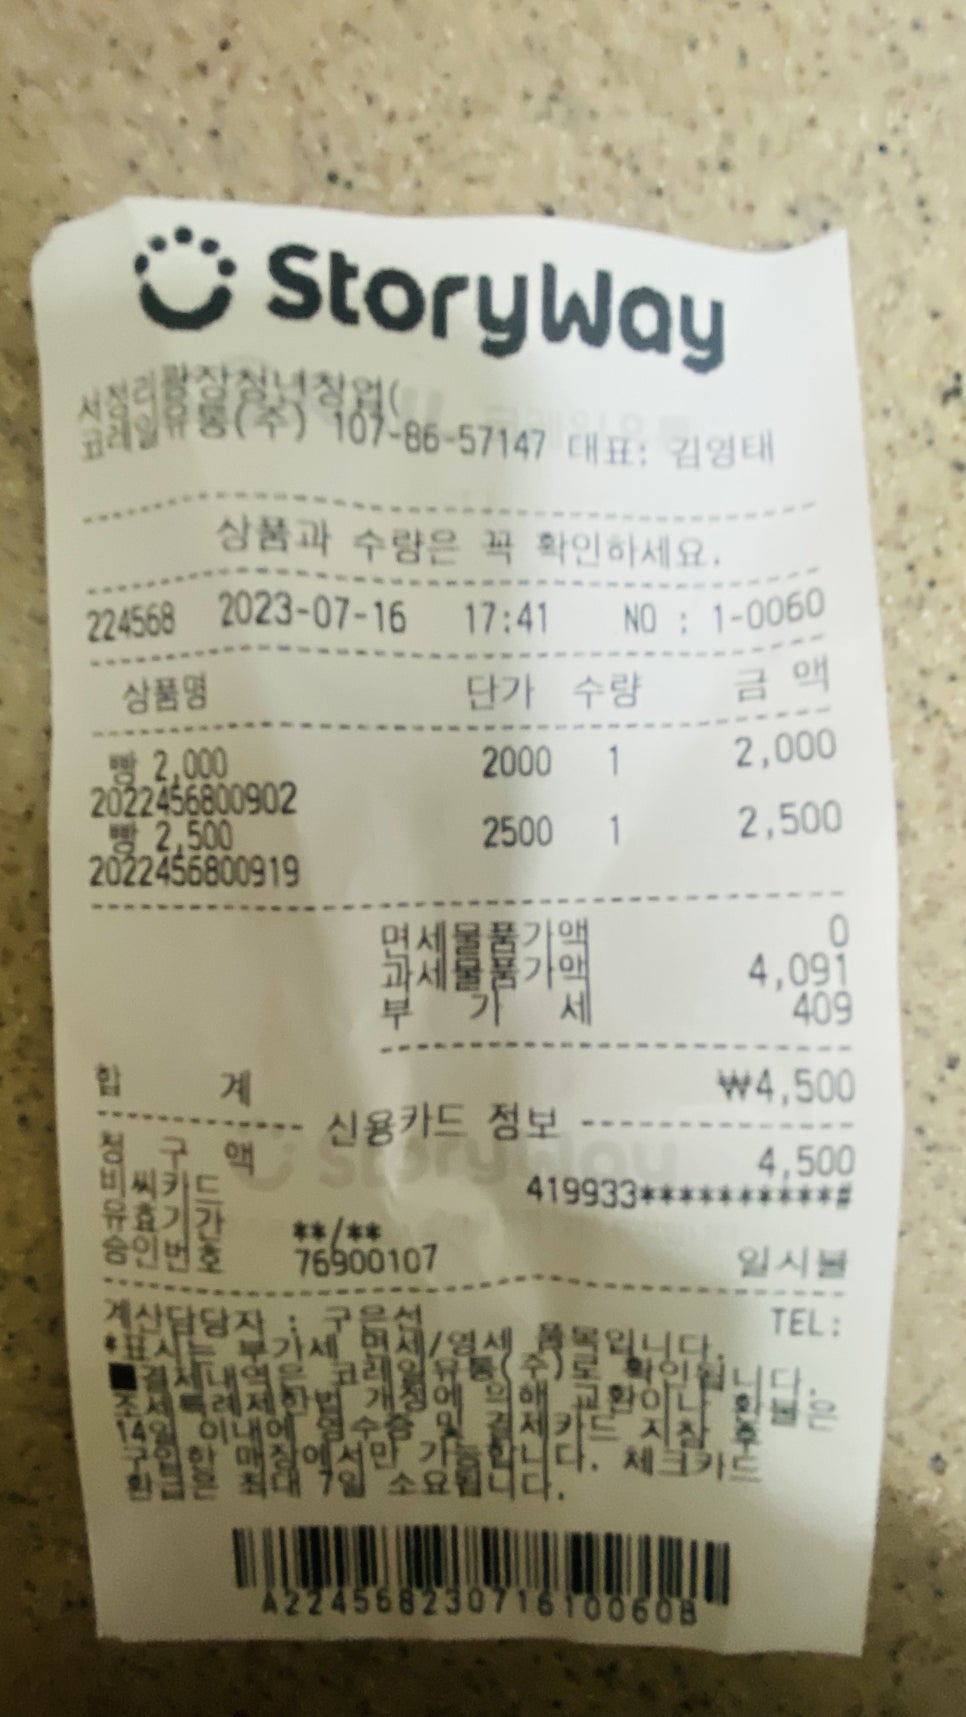 StoryWay
서정리광장청년창업(
코레일유통(주) 107-86-57147 대표: 김영태
상품과 수량은 꼭 확인하세요.
224568 2023-07-16 17:41 NO : 1-0060
상품명 단가 수량 금 액
빵 2,000 2000 1 2,000
2022456800902
빵 2,500 2500 1 2,500
2022456800919
면세물품가액 0
과세물품가액 4,091
부 가 세 409
합 계 ₩4,500
신용카드 정보
청 구 액 4,500
비씨카드 419933**********#
유효기간 **/**
승인번호 76900107 일시불
계산담당자 : 구은선 TEL:
*표시는 부가세 면세/영세 품목입니다.
■결제내역은 코레일유통(주)로 확인됩니다.
조세특례제한법 개정에 의해 교환이나 환불은
14일 이내에 영수증 및 결제카드 지참 후
구입한 매장에서만 가능합니다. 체크카드
환급은 최대 7일 소요됩니다.
A22456823071610060B